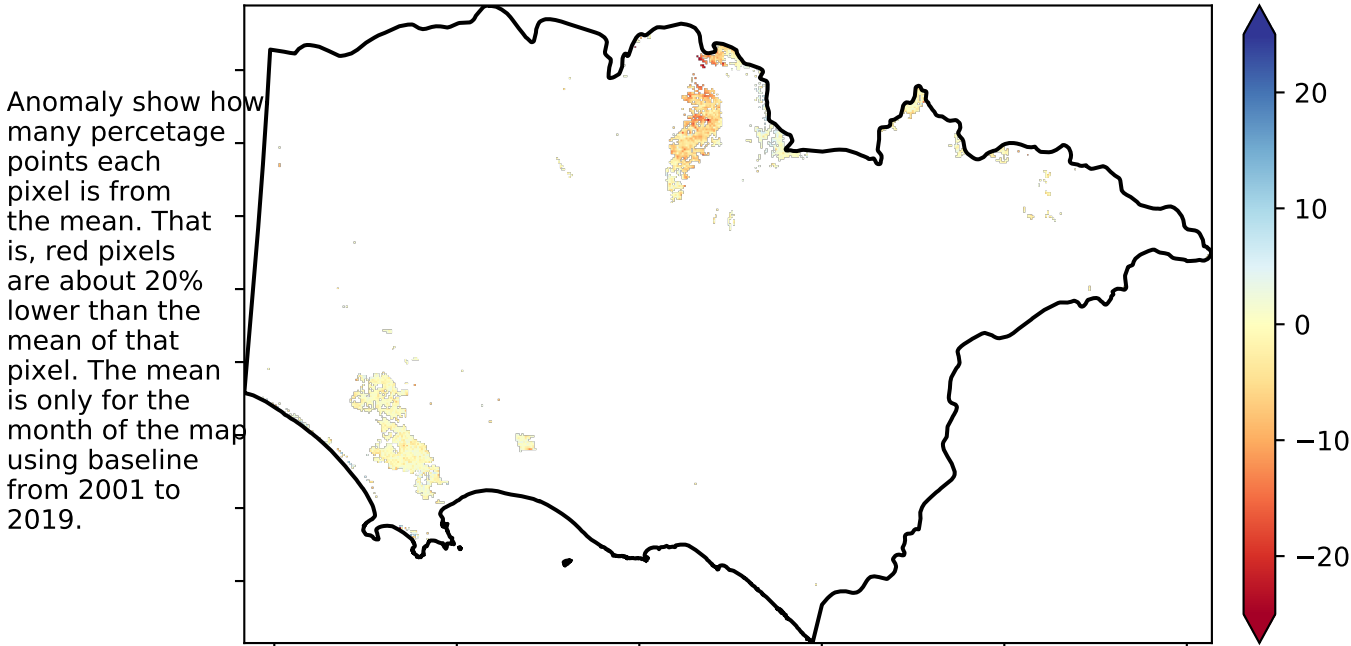 Anomaly show how
many percetage
points each
pixel is from
the mean. That
is, red pixels
are about 20%
lower than the
mean of that
pixel. The mean
is only for the
month of the map
using baseline
from 2001 to
2019.
20
10
0
−10
−20